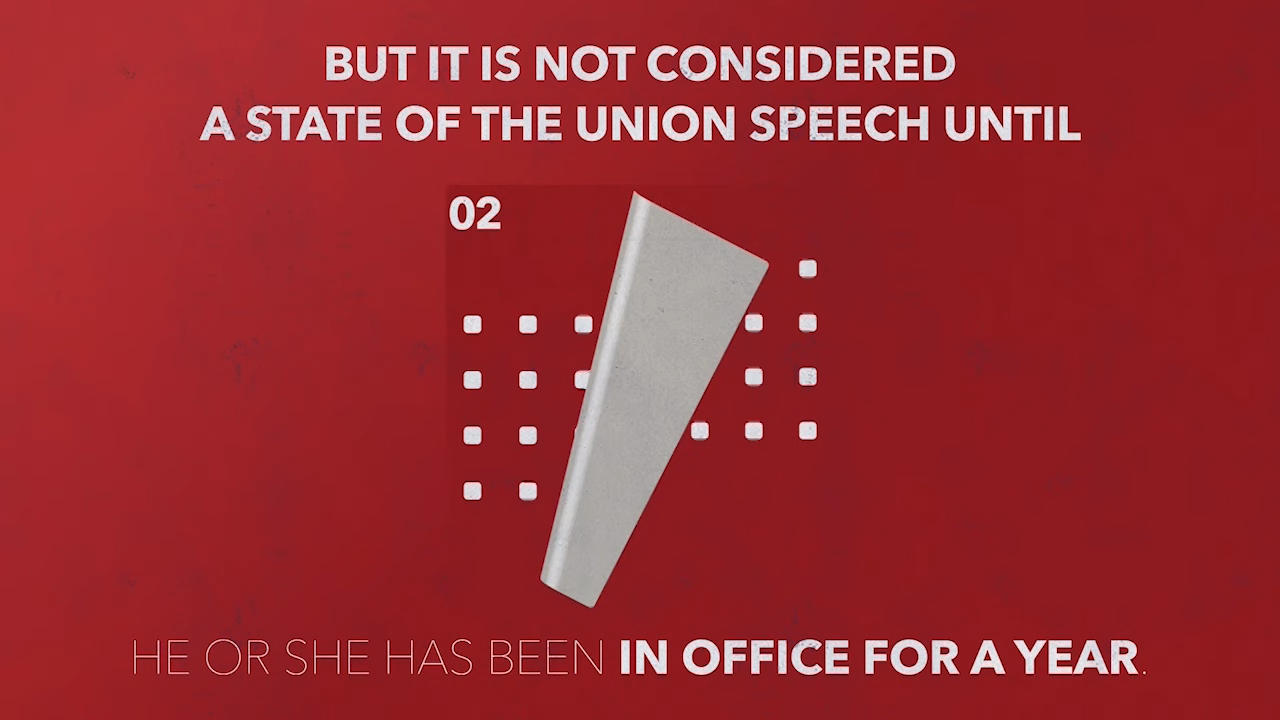 BUT IT IS NOT CONSIDERED
A STATE OF THE UNION SPEECH UNTIL
02
HE OR SHE HAS BEEN IN OFFICE FOR A YEAR.